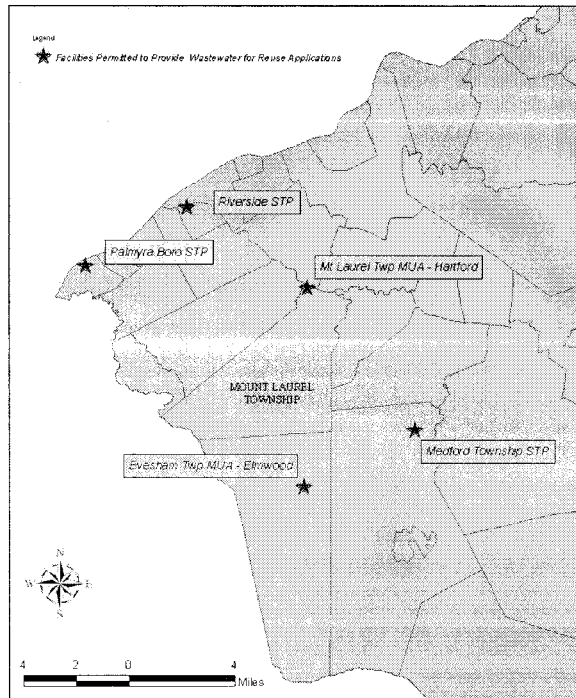 Legend
Facilities Permitted to Provide Wastewater for Reuse Applications
Riverside STP
Palmyra Boro STP
Mt Laurel Twp MUA - Hartford
MOUNT LAUREL
TOWNSHIP
Medford Township STP
Evesham Twp MUA - Elmwood
N
W E
S
4 2 0 4
Miles